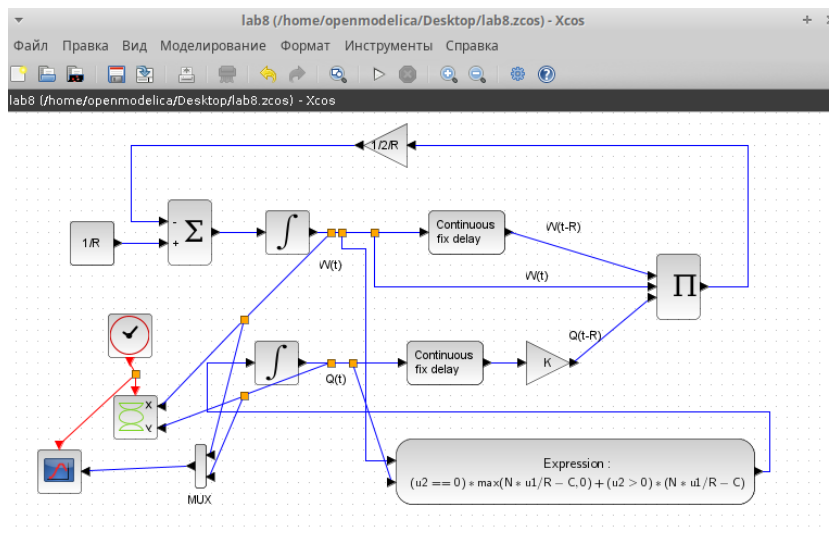 lab8 (/home/openmodelica/Desktop/lab8.zcos) - Xcos
Файл Правка Вид Моделирование Формат Инструменты Справка
lab8 (/home/openmodelica/Desktop/lab8.zcos) - Xcos
1/2/R
1/R
-
+
Σ
∫
W(t)
Continuous
fix delay
W(t-R)
W(t)
Π
Q(t-R)
∫
Q(t)
Continuous
fix delay
K
X
Y
MUX
Expression :
(u2 == 0) ∗ max(N ∗ u1/R − C, 0) + (u2 > 0) ∗ (N ∗ u1/R − C)